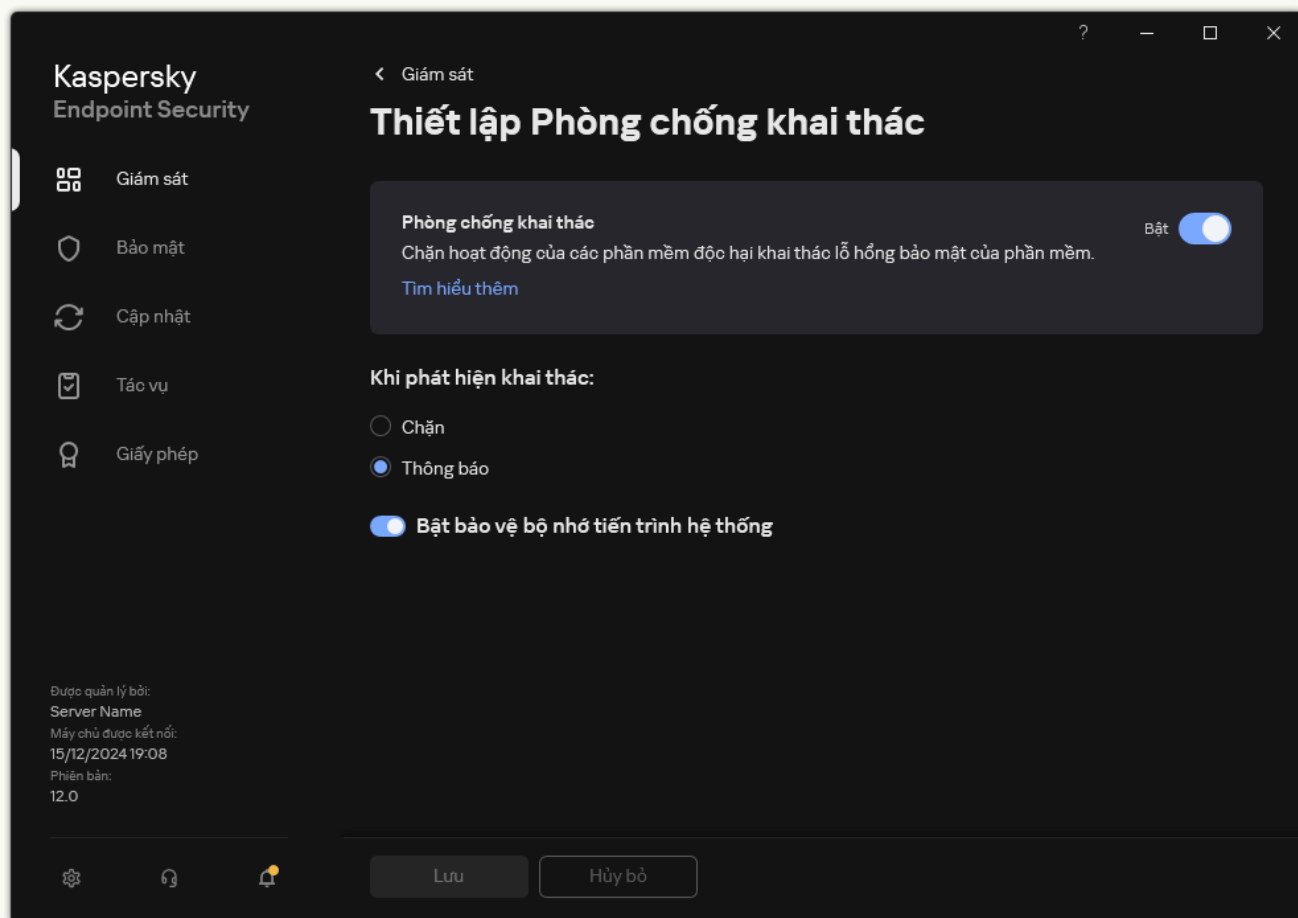 ?
Kaspersky
Endpoint Security
Giám sát
Bảo mật
Cập nhật
Tác vụ
Giấy phép
Được quản lý bởi:
Server Name
Máy chủ được kết nối:
15/12/2024 19:08
Phiên bản:
12.0
Giám sát
Thiết lập Phòng chống khai thác
Phòng chống khai thác
Bật
Chặn hoạt động của các phần mềm độc hại khai thác lỗ hổng bảo mật của phần mềm.
Tìm hiểu thêm
Khi phát hiện khai thác:
Chặn
Thông báo
Bật bảo vệ bộ nhớ tiến trình hệ thống
Lưu
Hủy bỏ